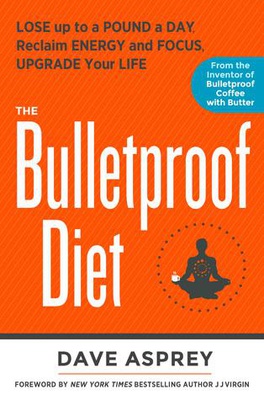 LOSE up to a POUND a DAY,
Reclaim ENERGY and FOCUS,
UPGRADE Your LIFE
From the
Inventor of
Bulletproof
Coffee
with Butter
THE
Bulletproof
Diet
DAVE ASPREY
FOREWORD BY NEW YORK TIMES BESTSELLING AUTHOR JJ VIRGIN